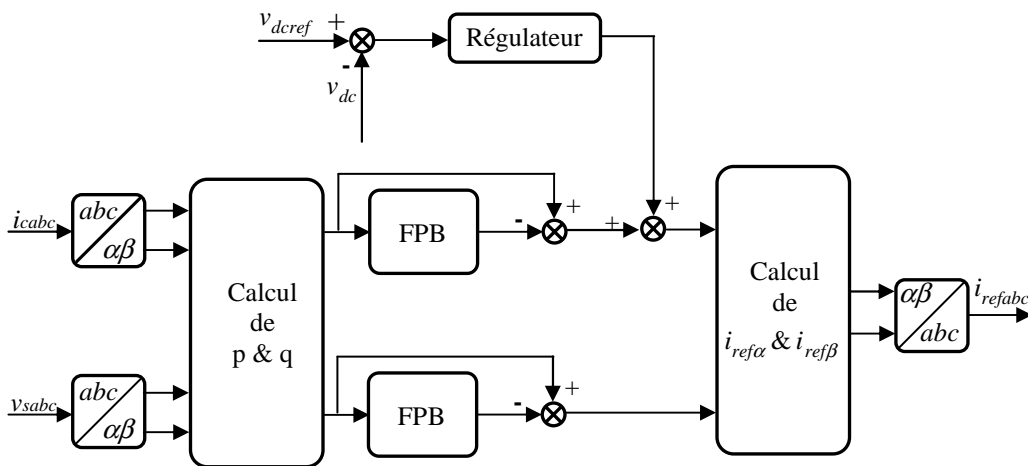 v_dcref + Régulateur
-
v_dc
i_cabc abc αβ
FPB - + + +
Calcul de p & q
v_sabc abc αβ
FPB - +
Calcul de i_refα & i_refβ
αβ abc i_refabc